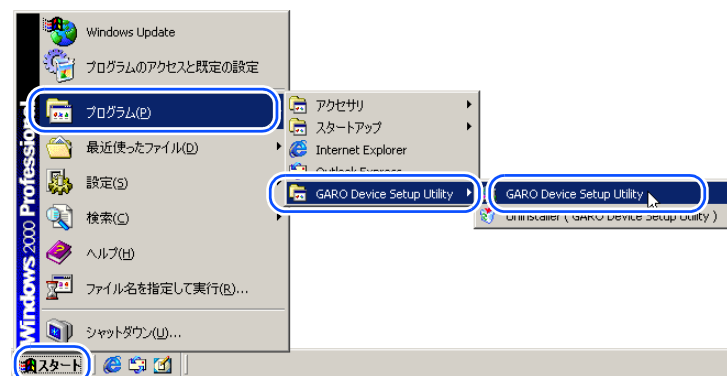 Windows 2000 Professional
Windows Update
プログラムのアクセスと既定の設定
プログラム(P)
最近使ったファイル(D)
設定(S)
検索(C)
ヘルプ(H)
ファイル名を指定して実行(R)...
シャットダウン(U)...
スタート
アクセサリ
スタートアップ
Internet Explorer
Outlook Express
GARO Device Setup Utility
GARO Device Setup Utility
Uninstaller ( GARO Device Setup Utility )